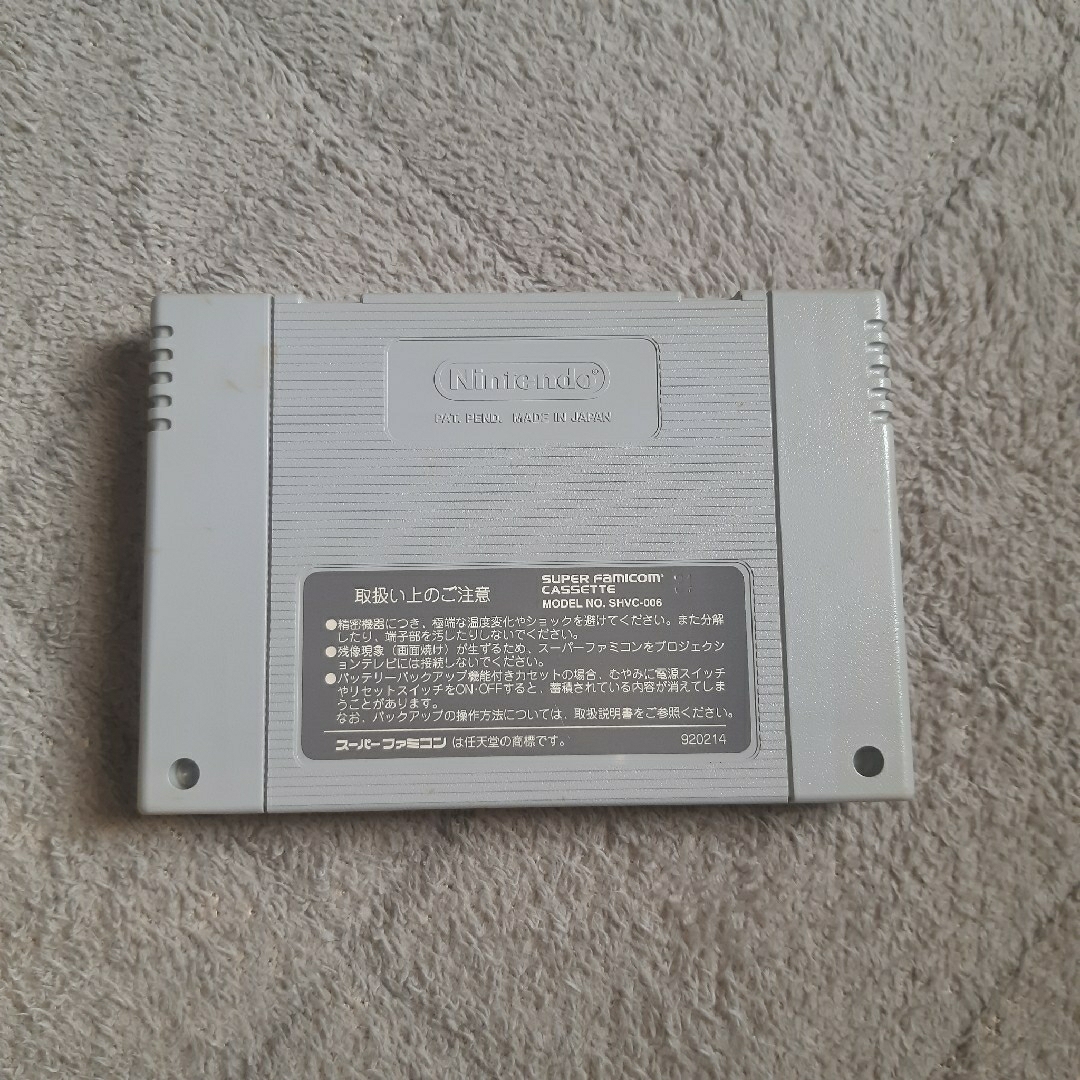 Nintendo®
PAT. PEND. MADE IN JAPAN
取扱い上のご注意
SUPER FAMICOM
CASSETTE
MODEL NO. SHVC-006
●精密機器につき、極端な温度変化やショックを避けてください。また分解
したり、端子部を汚したりしないでください。
●残像現象（画面焼け）が生ずるため、スーパーファミコンをプロジェクシ
ョンテレビには接続しないでください。
●バッテリーバックアップ機能付きカセットの場合、むやみに電源スイッチ
やリセットスイッチをON・OFFすると、蓄積されている内容が消えてしま
うことがあります。
なお、バックアップの操作方法については、取扱説明書をご参照ください。
スーパーファミコン は任天堂の商標です。 920214